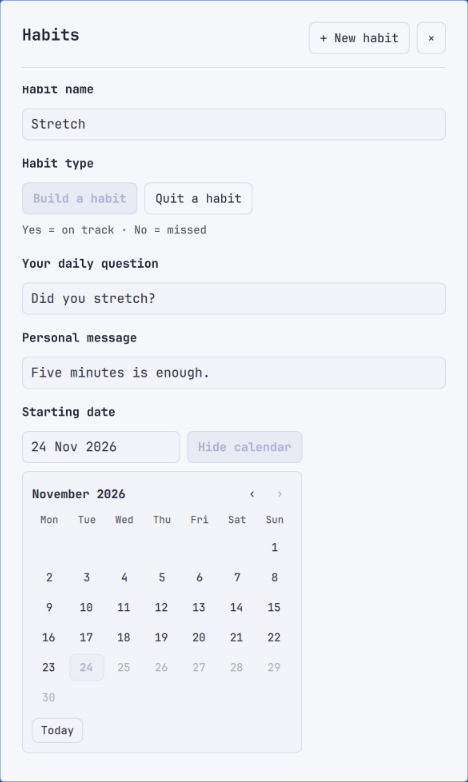 Habits
+ New habit ×
Habit name
Stretch
Habit type
Build a habit Quit a habit
Yes = on track · No = missed
Your daily question
Did you stretch?
Personal message
Five minutes is enough.
Starting date
24 Nov 2026 Hide calendar
November 2026 ‹ ›
Mon Tue Wed Thu Fri Sat Sun
1
2 3 4 5 6 7 8
9 10 11 12 13 14 15
16 17 18 19 20 21 22
23 24 25 26 27 28 29
30
Today